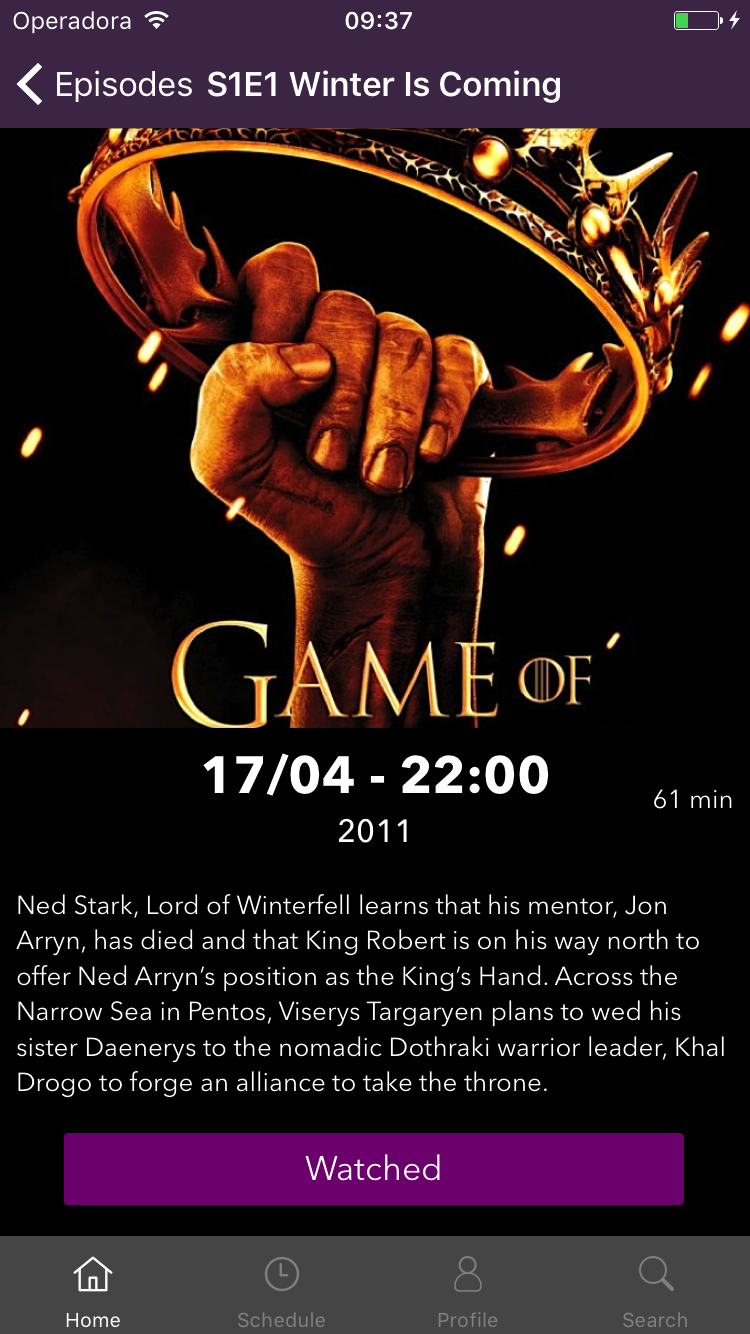 Operadora 09:37
Episodes S1E1 Winter Is Coming
GAME OF
17/04 - 22:00
61 min
2011
Ned Stark, Lord of Winterfell learns that his mentor, Jon
Arryn, has died and that King Robert is on his way north to
offer Ned Arryn’s position as the King’s Hand. Across the
Narrow Sea in Pentos, Viserys Targaryen plans to wed his
sister Daenerys to the nomadic Dothraki warrior leader, Khal
Drogo to forge an alliance to take the throne.
Watched
Home Schedule Profile Search